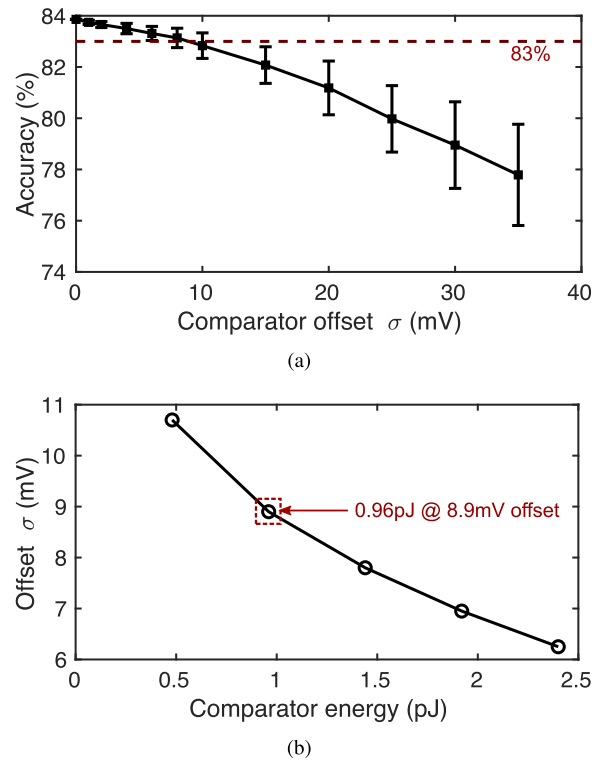 84
82
80
78
76
74
Accuracy (%)
83%
0 10 20 30 40
Comparator offset σ (mV)
(a)
11
10
9
8
7
6
Offset σ (mV)
0.96pJ @ 8.9mV offset
0 0.5 1 1.5 2 2.5
Comparator energy (pJ)
(b)